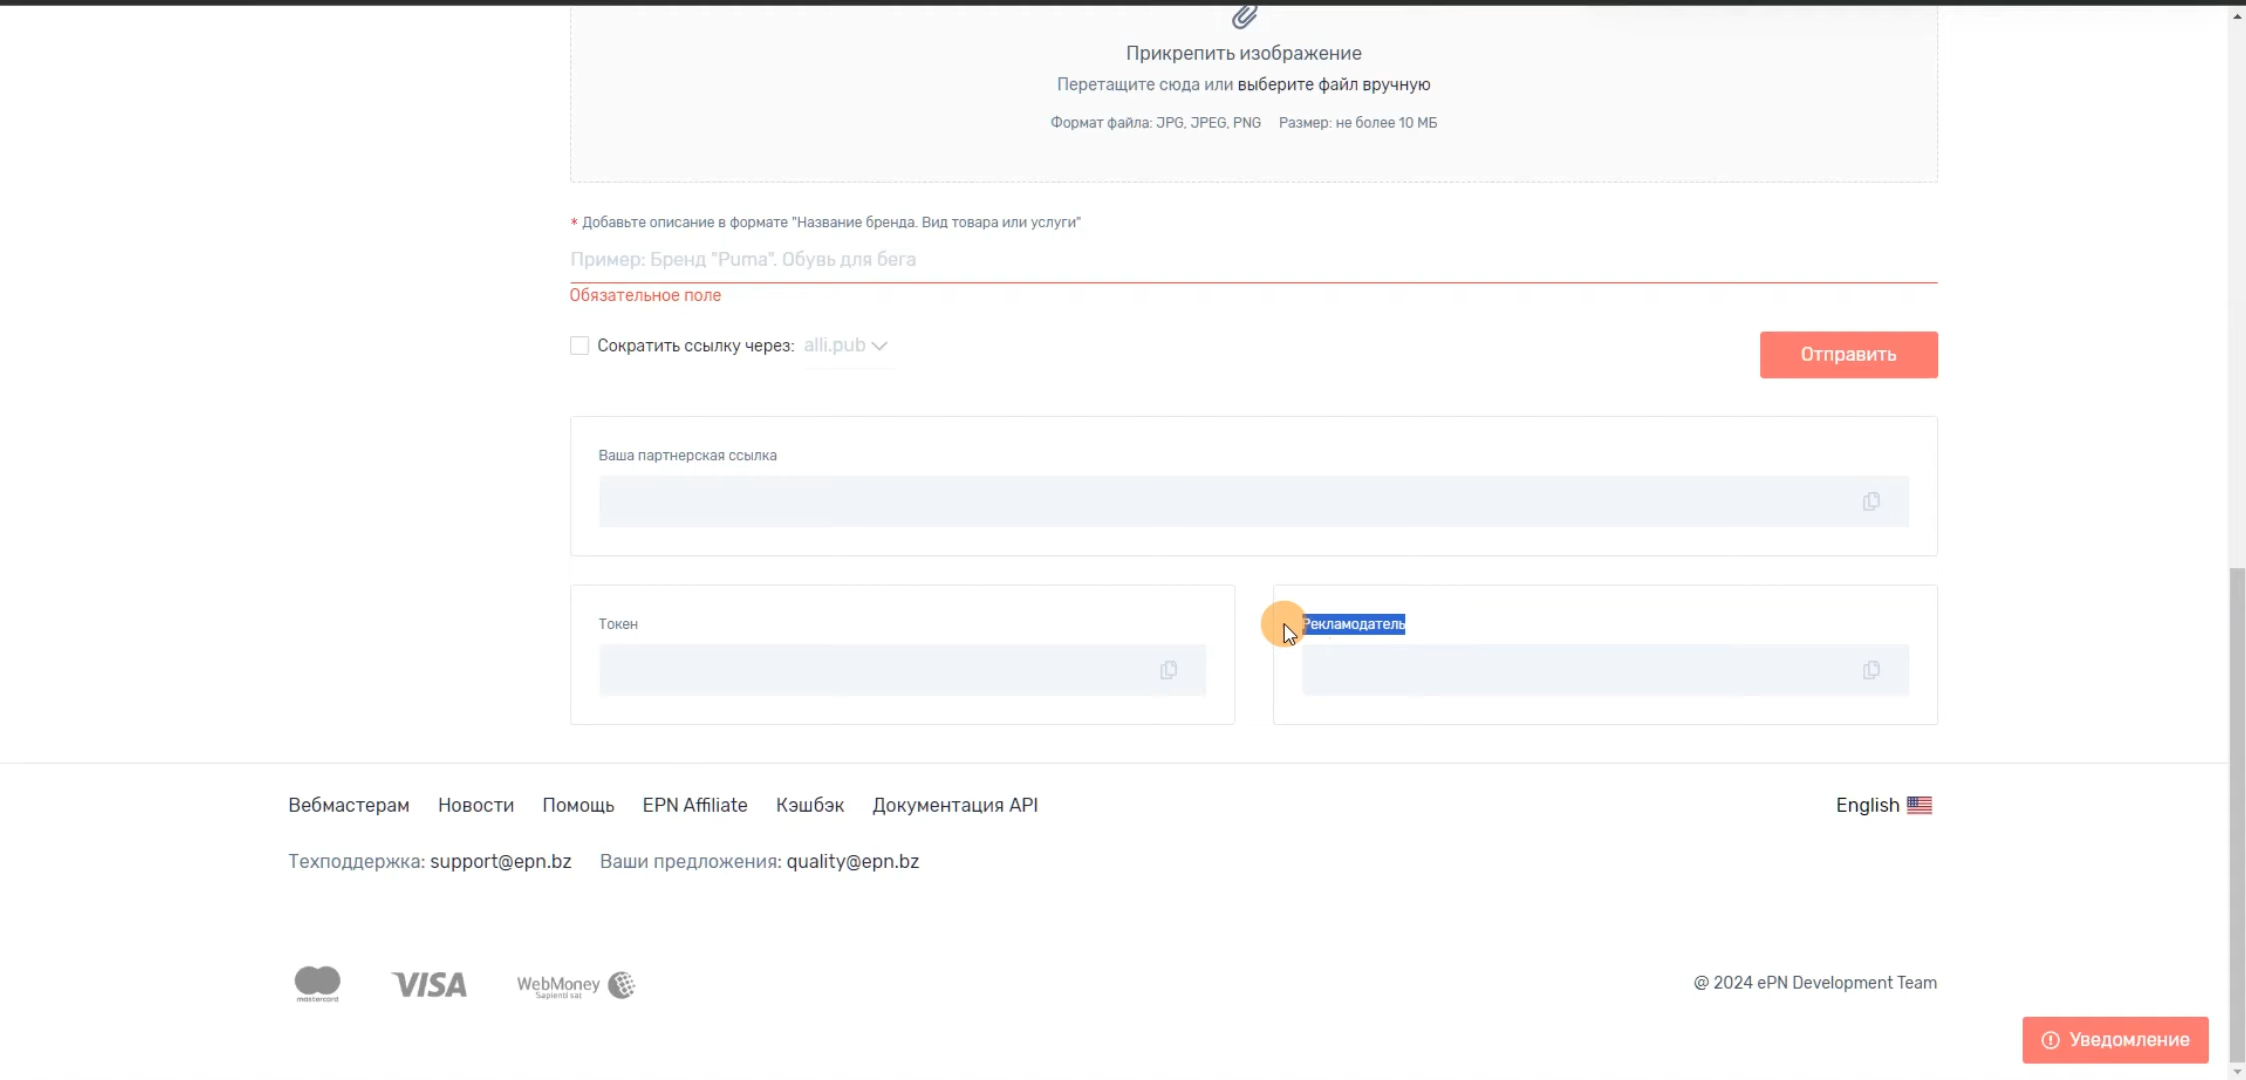 Прикрепить изображение
Перетащите сюда или выберите файл вручную
Формат файла: JPG, JPEG, PNG Размер: не более 10 МБ
* Добавьте описание в формате "Название бренда. Вид товара или услуги"
Пример: Бренд "Puma". Обувь для бега
Обязательное поле
Сократить ссылку через: alli.pub
Отправить
Ваша партнерская ссылка
Токен
Рекламодатель
Вебмастерам Новости Помощь EPN Affiliate Кэшбэк Документация API
English
Техподдержка: support@epn.bz Ваши предложения: quality@epn.bz
mastercard
VISA
WebMoney
Sapienti sat
@ 2024 ePN Development Team
Уведомление